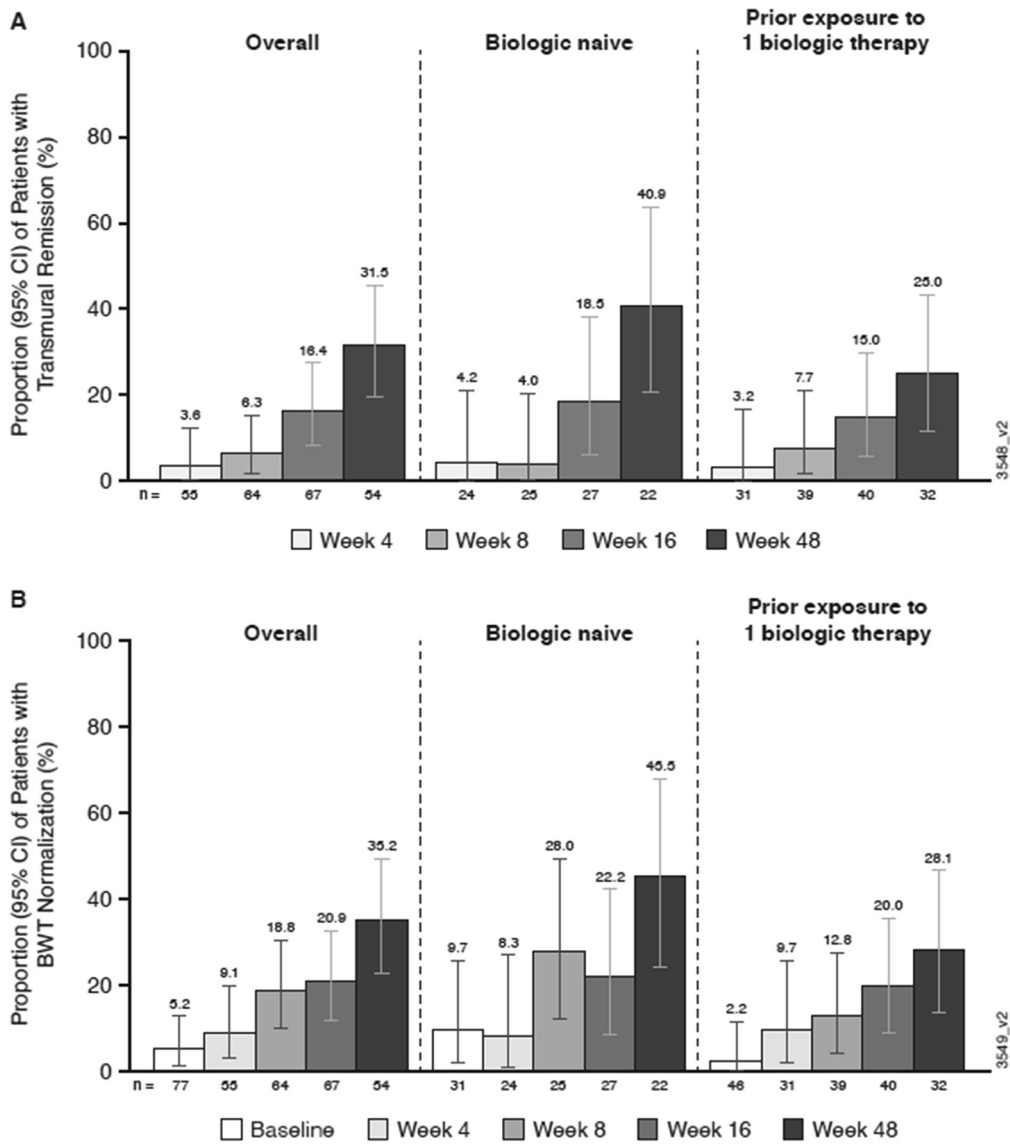 A
Proportion (95% CI) of Patients with
Transmural Remission (%)
Overall
Biologic naive
Prior exposure to
1 biologic therapy
100
80
60
40
20
0
3.6
6.3
16.4
31.5
4.2
4.0
18.5
40.9
3.2
7.7
15.0
25.0
n = 55 64 67 54 24 25 27 22 31 39 40 32
3548_v2
Week 4 Week 8 Week 16 Week 48
B
Proportion (95% CI) of Patients with
BWT Normalization (%)
Overall
Biologic naive
Prior exposure to
1 biologic therapy
100
80
60
40
20
0
5.2
9.1
18.8
20.9
35.2
9.7
8.3
28.0
22.2
45.5
2.2
9.7
12.8
20.0
28.1
n = 77 55 64 67 54 31 24 25 27 22 46 31 39 40 32
3549_v2
Baseline Week 4 Week 8 Week 16 Week 48